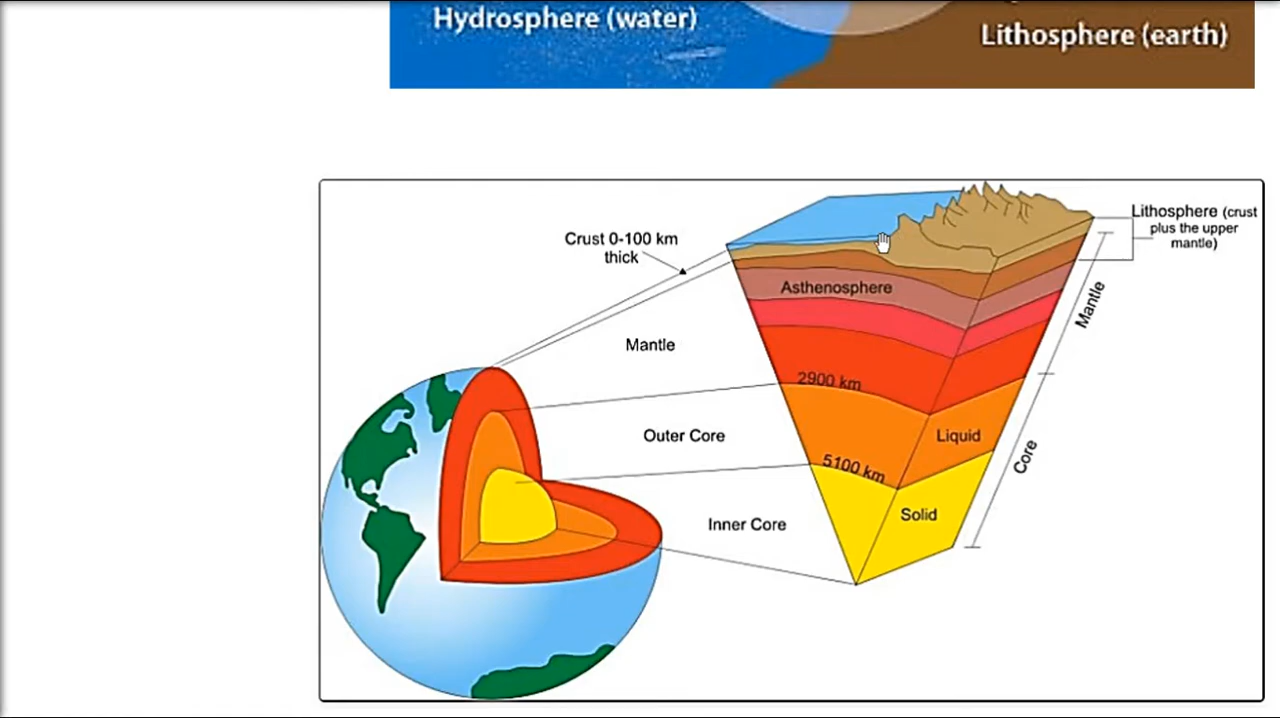 Hydrosphere (water)
Lithosphere (earth)
Crust 0-100 km
thick
Lithosphere (crust
plus the upper
mantle)
Asthenosphere
Mantle
Mantle
2900 km
Outer Core
Liquid
Core
5100 km
Inner Core
Solid